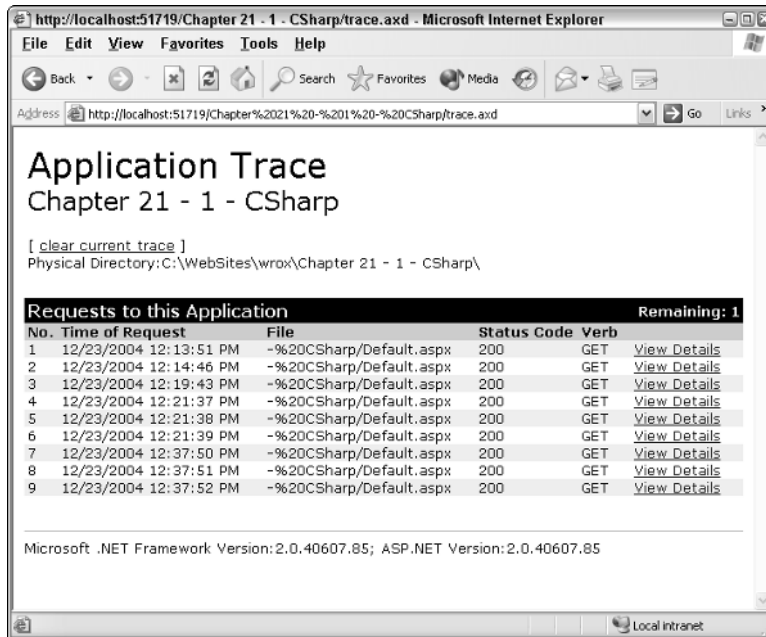 http://localhost:51719/Chapter 21 - 1 - CSharp/trace.axd - Microsoft Internet Explorer
File Edit View Favorites Tools Help
Back Search Favorites Media
Address http://localhost:51719/Chapter%2021%20-%201%20-%20CSharp/trace.axd Go Links
Application Trace
Chapter 21 - 1 - CSharp
[ clear current trace ]
Physical Directory:C:\WebSites\wrox\Chapter 21 - 1 - CSharp\
Requests to this Application Remaining: 1
No. Time of Request File Status Code Verb
1 12/23/2004 12:13:51 PM -%20CSharp/Default.aspx 200 GET View Details
2 12/23/2004 12:14:46 PM -%20CSharp/Default.aspx 200 GET View Details
3 12/23/2004 12:19:43 PM -%20CSharp/Default.aspx 200 GET View Details
4 12/23/2004 12:21:37 PM -%20CSharp/Default.aspx 200 GET View Details
5 12/23/2004 12:21:38 PM -%20CSharp/Default.aspx 200 GET View Details
6 12/23/2004 12:21:39 PM -%20CSharp/Default.aspx 200 GET View Details
7 12/23/2004 12:37:50 PM -%20CSharp/Default.aspx 200 GET View Details
8 12/23/2004 12:37:51 PM -%20CSharp/Default.aspx 200 GET View Details
9 12/23/2004 12:37:52 PM -%20CSharp/Default.aspx 200 GET View Details
Microsoft .NET Framework Version:2.0.40607.85; ASP.NET Version:2.0.40607.85
Local intranet